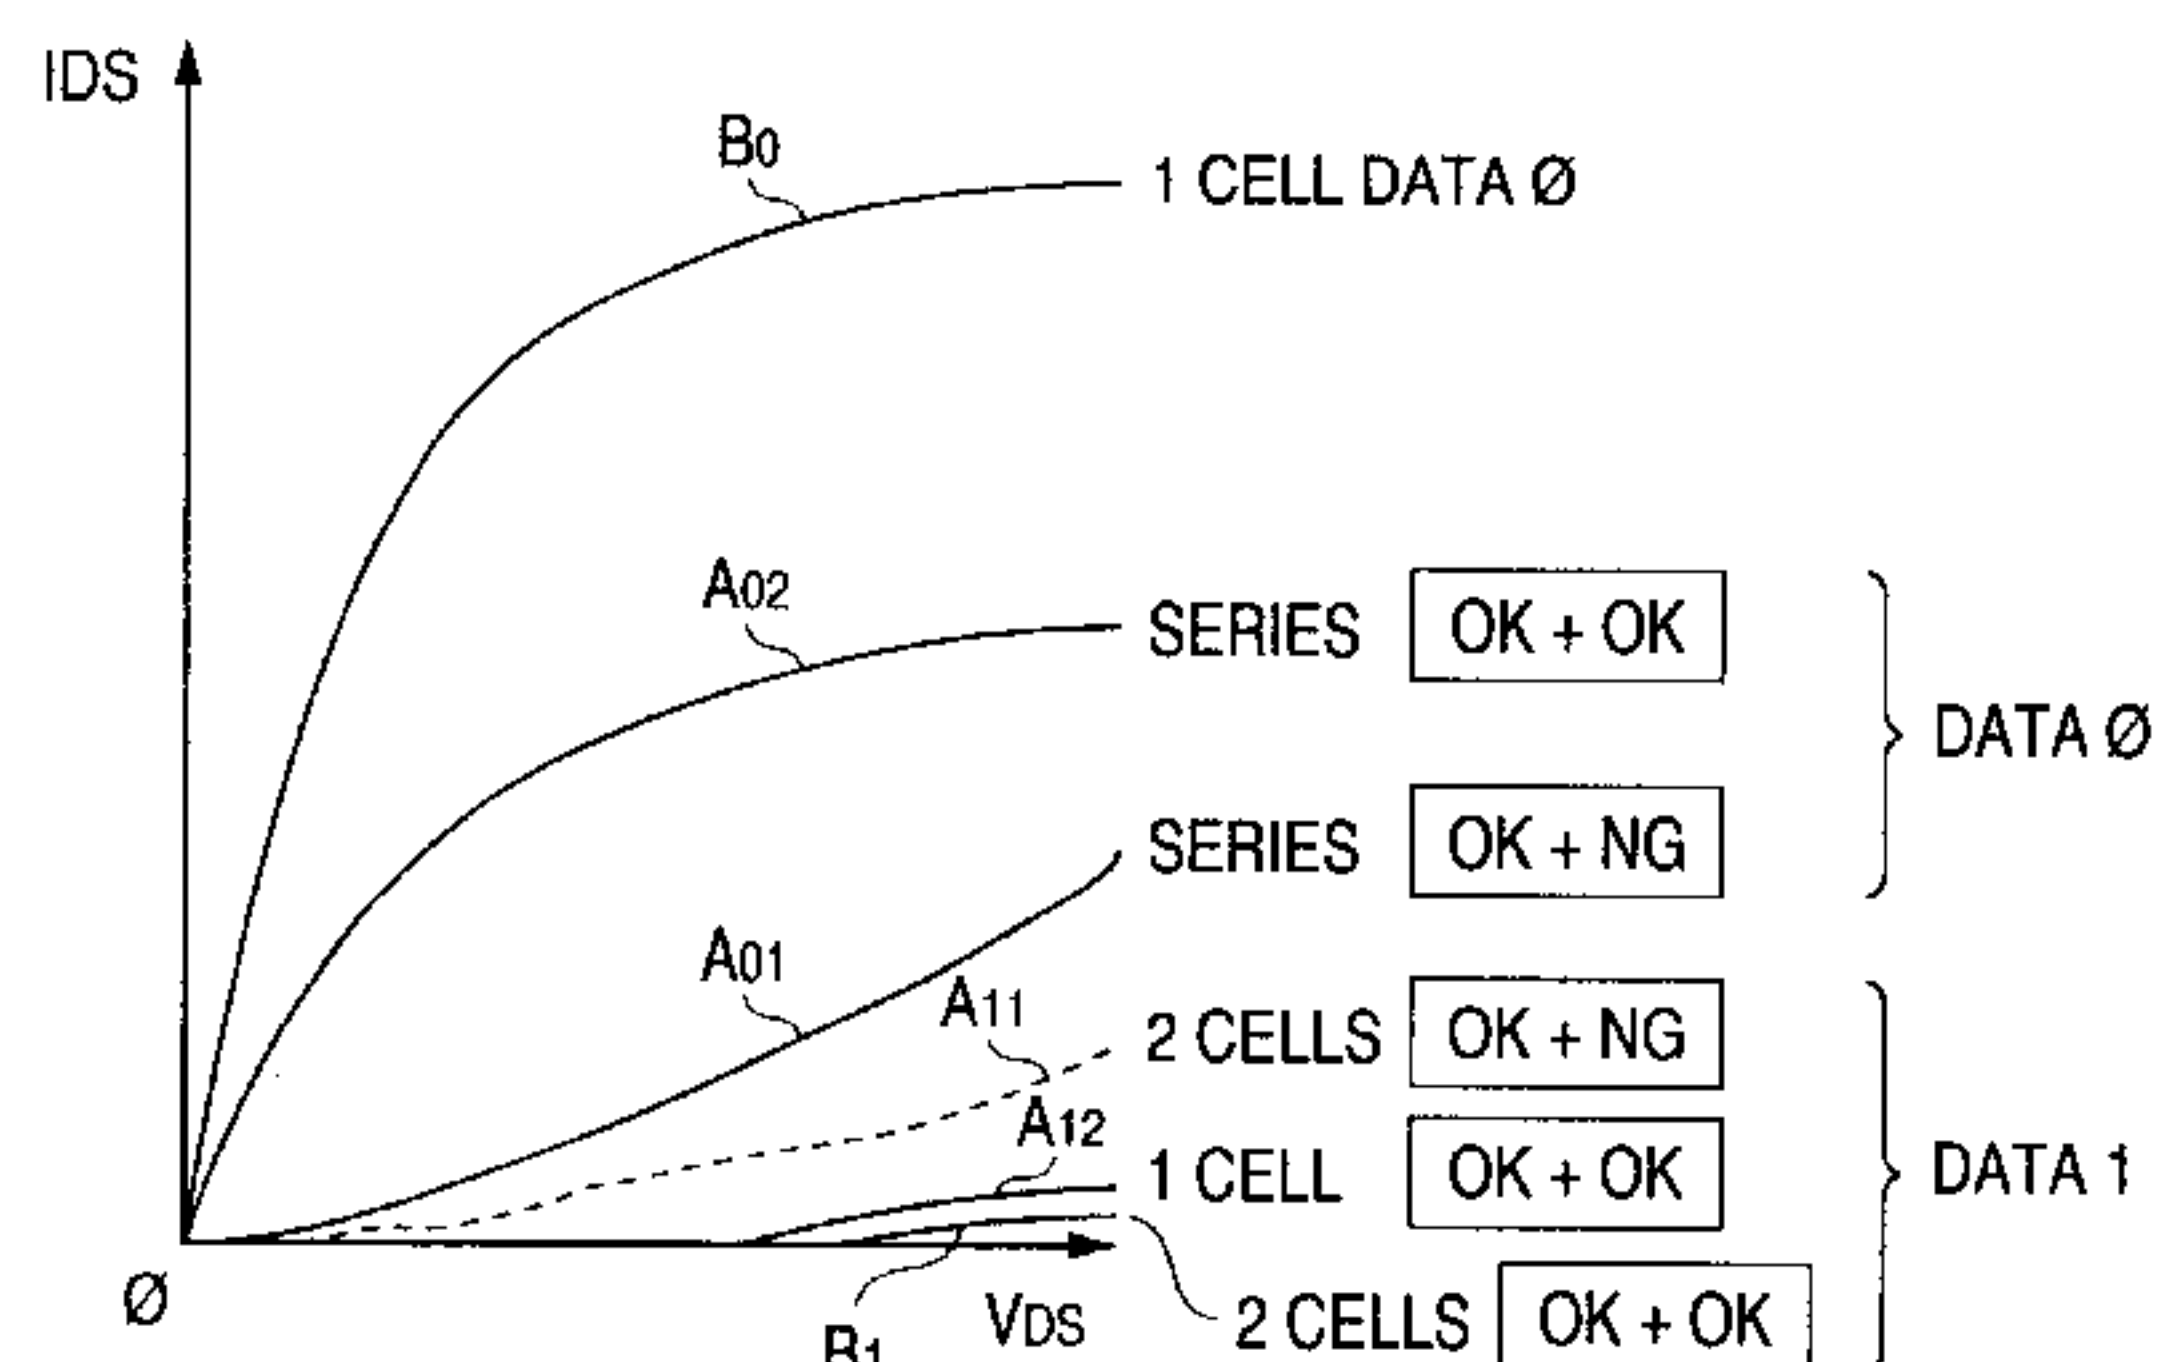 IDS
B0
1 CELL DATA Ø
A02
SERIES OK + OK
DATA Ø
SERIES OK + NG
A01
A11
2 CELLS OK + NG
A12
1 CELL OK + OK
DATA 1
Ø
VDS
2 CELLS OK + OK
B1